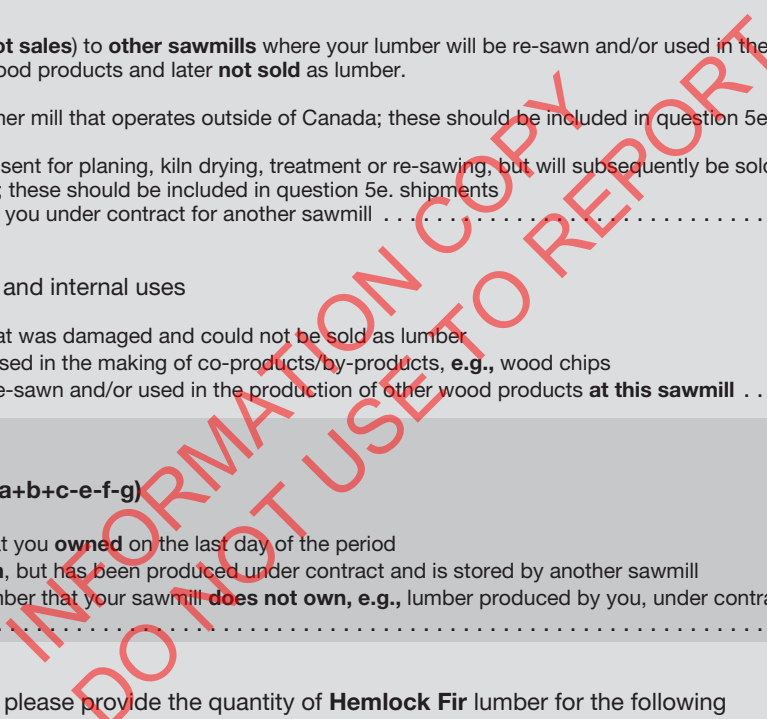 ot sales) to other sawmills where your lumber will be re-sawn and/or used in the
ood products and later not sold as lumber.
her mill that operates outside of Canada; these should be included in question 5e
sent for planing, kiln drying, treatment or re-sawing, but will subsequently be sold
; these should be included in question 5e. shipments
you under contract for another sawmill . . . . . . . . . . . . . . . . . . . . . . . . . . . . . . . . . . .
and internal uses
at was damaged and could not be sold as lumber
sed in the making of co-products/by-products, e.g., wood chips
e-sawn and/or used in the production of other wood products at this sawmill . .
a+b+c-e-f-g)
at you owned on the last day of the period
n, but has been produced under contract and is stored by another sawmill
mber that your sawmill does not own, e.g., lumber produced by you, under contra
. . . . . . . . . . . . . . . . . . . . . . . . . . . . . . . . . . . . . . . . . . . . . . . . . . . . . . . . . . . . . . . . . . .
please provide the quantity of Hemlock Fir lumber for the following
INFORMATION COPY
DO NOT USE TO REPORT